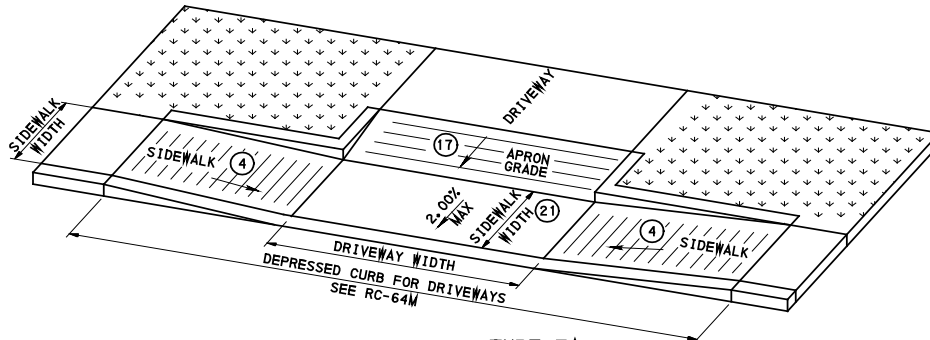 SIDEWALK
WIDTH
SIDEWALK
4
17
APRON
GRADE
DRIVEWAY
2.00%
MAX
SIDEWALK
WIDTH
21
4
SIDEWALK
DRIVEWAY WIDTH
DEPRESSED CURB FOR DRIVEWAYS
SEE RC-64M